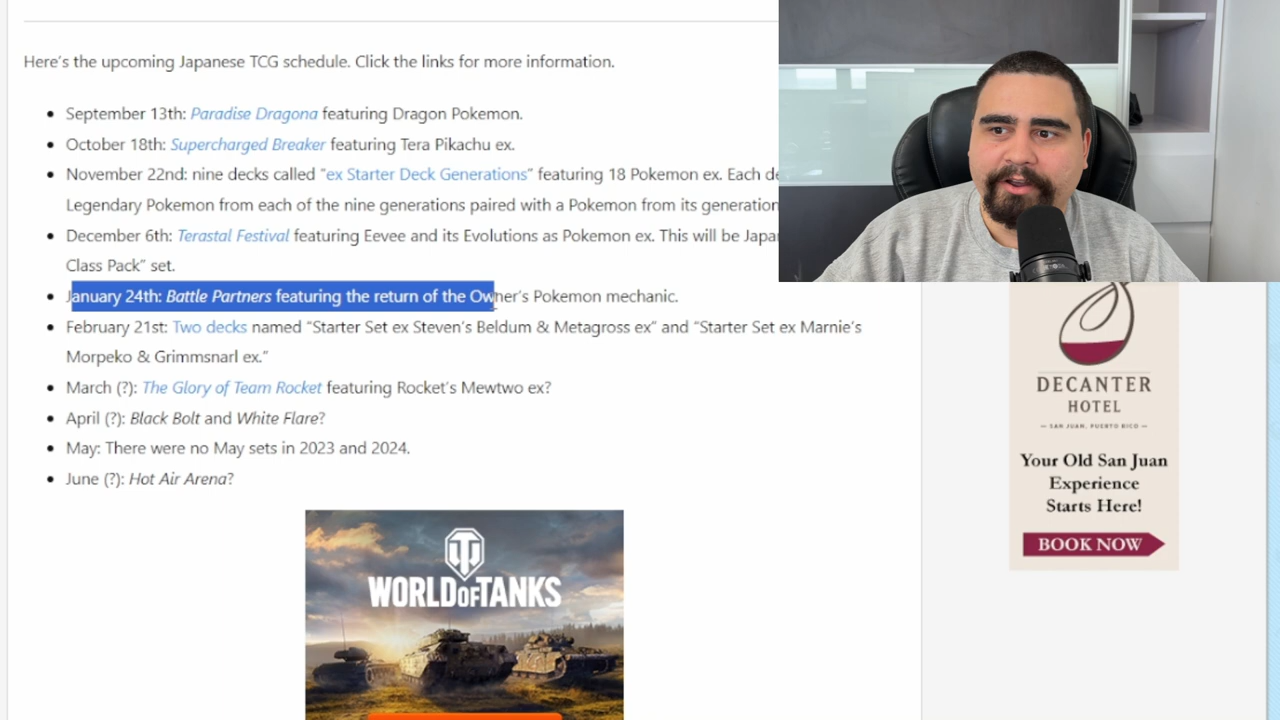 Here's the upcoming Japanese TCG schedule. Click the links for more information.
September 13th: Paradise Dragona featuring Dragon Pokemon.
October 18th: Supercharged Breaker featuring Tera Pikachu ex.
November 22nd: nine decks called "ex Starter Deck Generations" featuring 18 Pokemon ex. Each
Legendary Pokemon from each of the nine generations paired with a Pokemon from its generation
December 6th: Terastal Festival featuring Eevee and its Evolutions as Pokemon ex. This will be
Class Pack" set.
January 24th: Battle Partners featuring the return of the Owner's Pokemon mechanic.
February 21st: Two decks named "Starter Set ex Steven's Beldum & Metagross ex" and "Starter Set ex Marnie's
Morpeko & Grimmsnarl ex."
March (?): The Glory of Team Rocket featuring Rocket's Mewtwo ex?
April (?): Black Bolt and White Flare?
May: There were no May sets in 2023 and 2024.
June (?): Hot Air Arena?
WORLD OF TANKS
DECANTER
HOTEL
— SAN JUAN, PUERTO RICO —
Your Old San Juan
Experience
Starts Here!
BOOK NOW